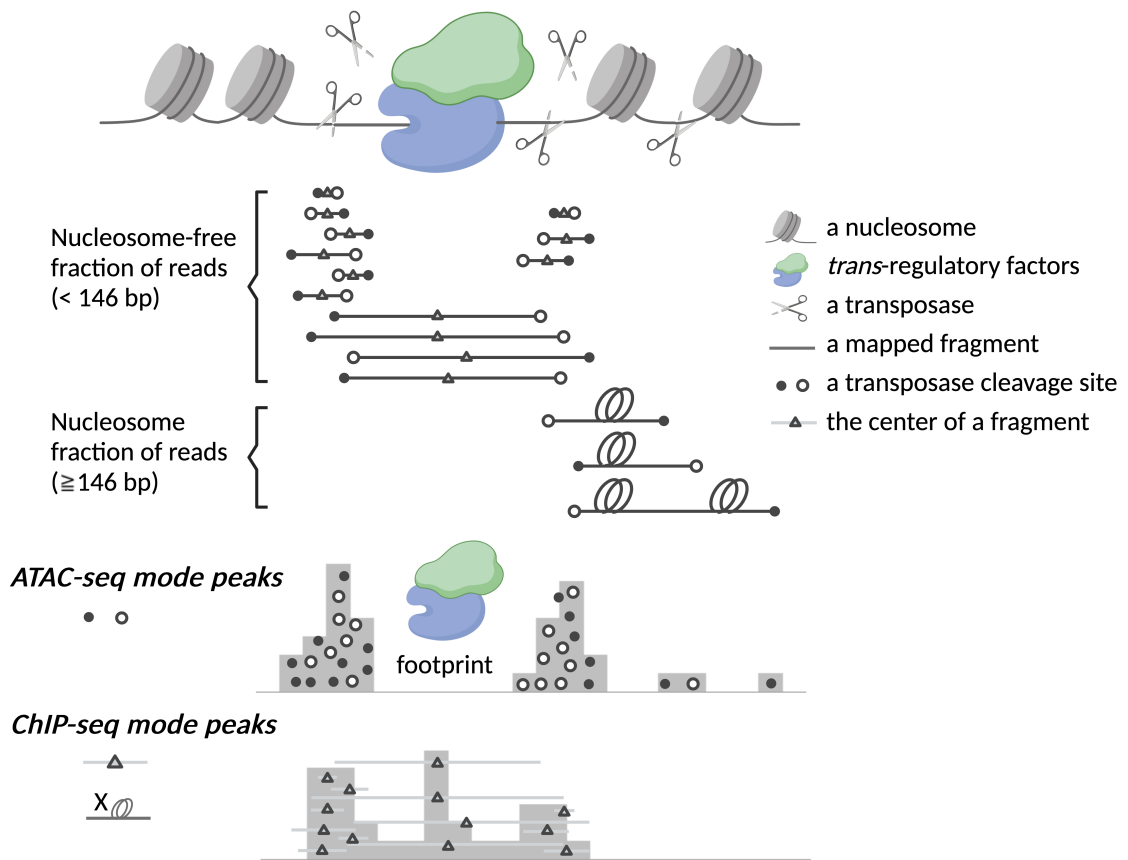 Nucleosome-free
fraction of reads
(< 146 bp)
a nucleosome
trans-regulatory factors
a transposase
a mapped fragment
a transposase cleavage site
the center of a fragment
Nucleosome
fraction of reads
(≧146 bp)
ATAC-seq mode peaks
footprint
ChIP-seq mode peaks
X